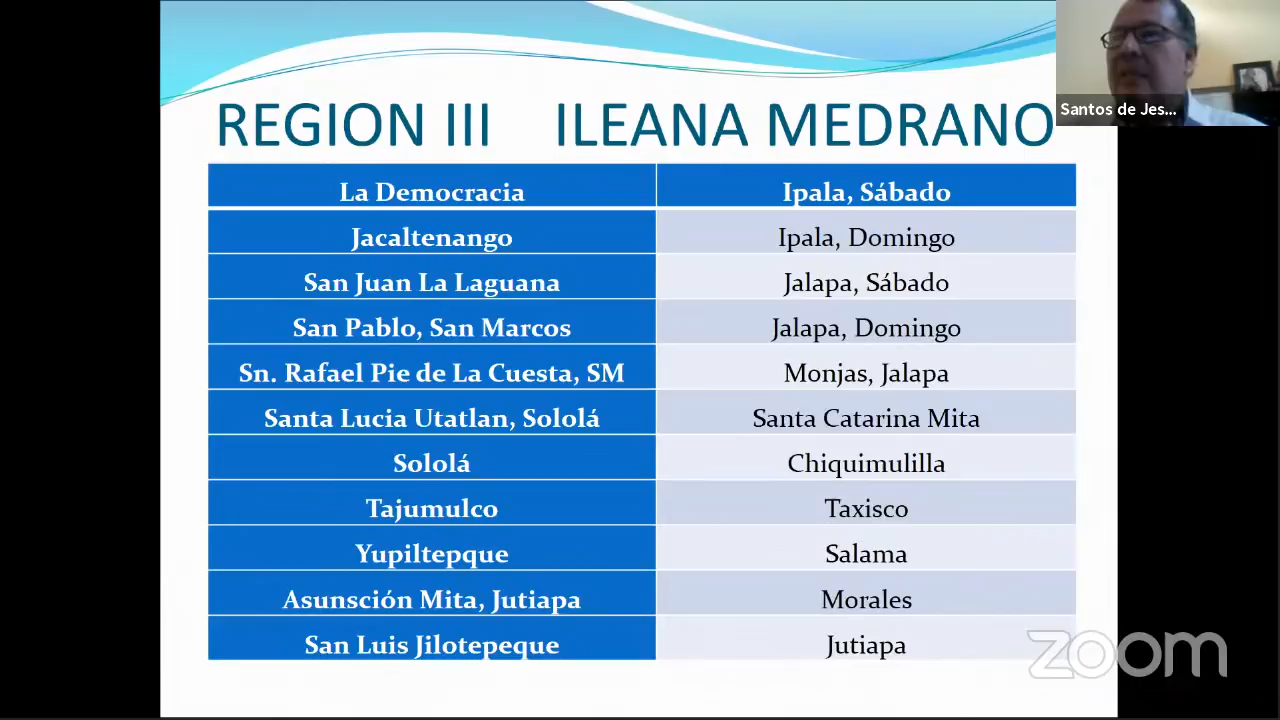 REGION III ILEANA MEDRANO
Santos de Jes...
La Democracia Ipala, Sábado
Jacaltenango Ipala, Domingo
San Juan La Laguana Jalapa, Sábado
San Pablo, San Marcos Jalapa, Domingo
Sn. Rafael Pie de La Cuesta, SM Monjas, Jalapa
Santa Lucia Utatlan, Sololá Santa Catarina Mita
Sololá Chiquimulilla
Tajumulco Taxisco
Yupiltepque Salama
Asunsción Mita, Jutiapa Morales
San Luis Jilotepeque Jutiapa
zoom